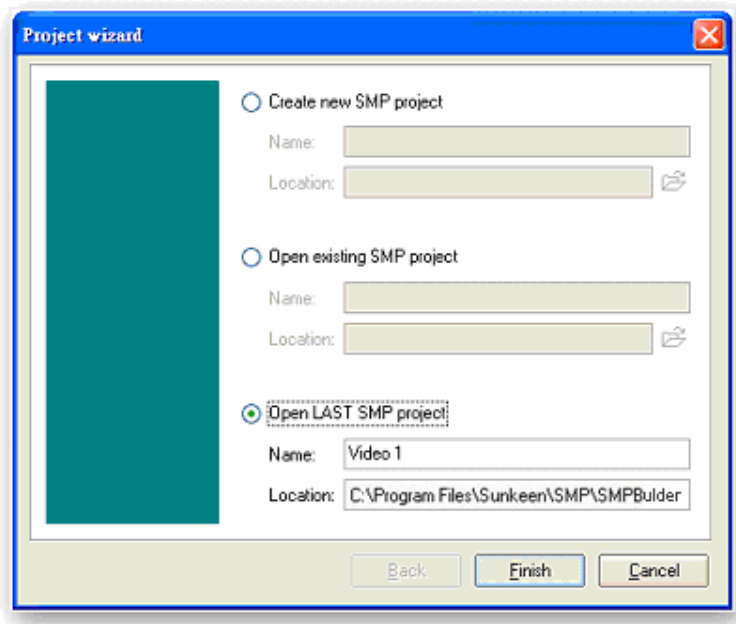 Project wizard
Create new SMP project
Name:
Location:
Open existing SMP project
Name:
Location:
Open LAST SMP project
Name: Video 1
Location: C:\Program Files\Sunkeen\SMP\SMPBulder
Back Finish Cancel